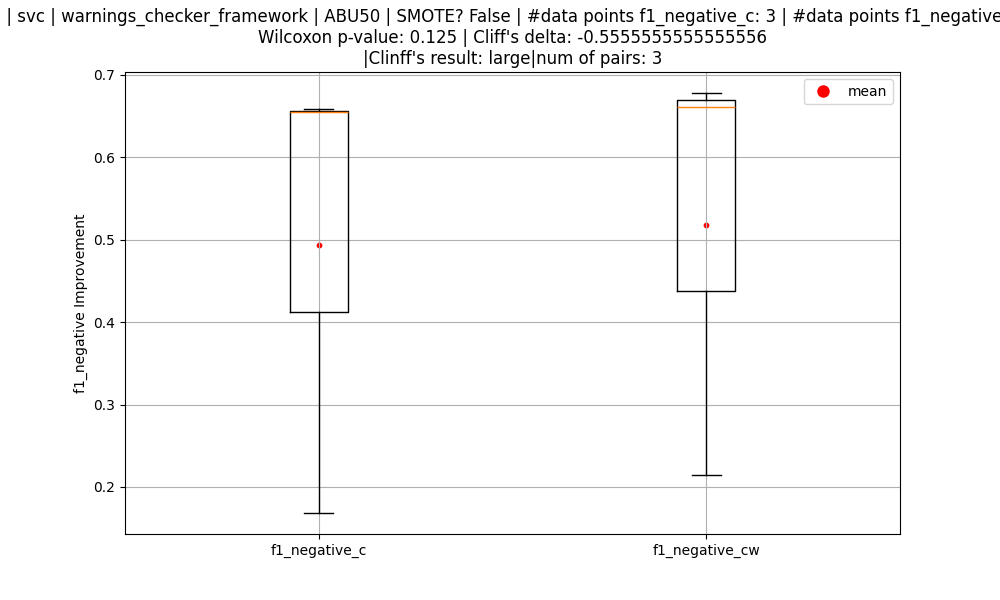 | svc | warnings_checker_framework | ABU50 | SMOTE? False | #data points f1_negative_c: 3 | #data points f1_negative
Wilcoxon p-value: 0.125 | Cliff's delta: -0.5555555555555556
|Clinff's result: large|num of pairs: 3
0.7
mean
0.6
0.5
f1_negative Improvement
0.4
0.3
0.2
f1_negative_c
f1_negative_cw